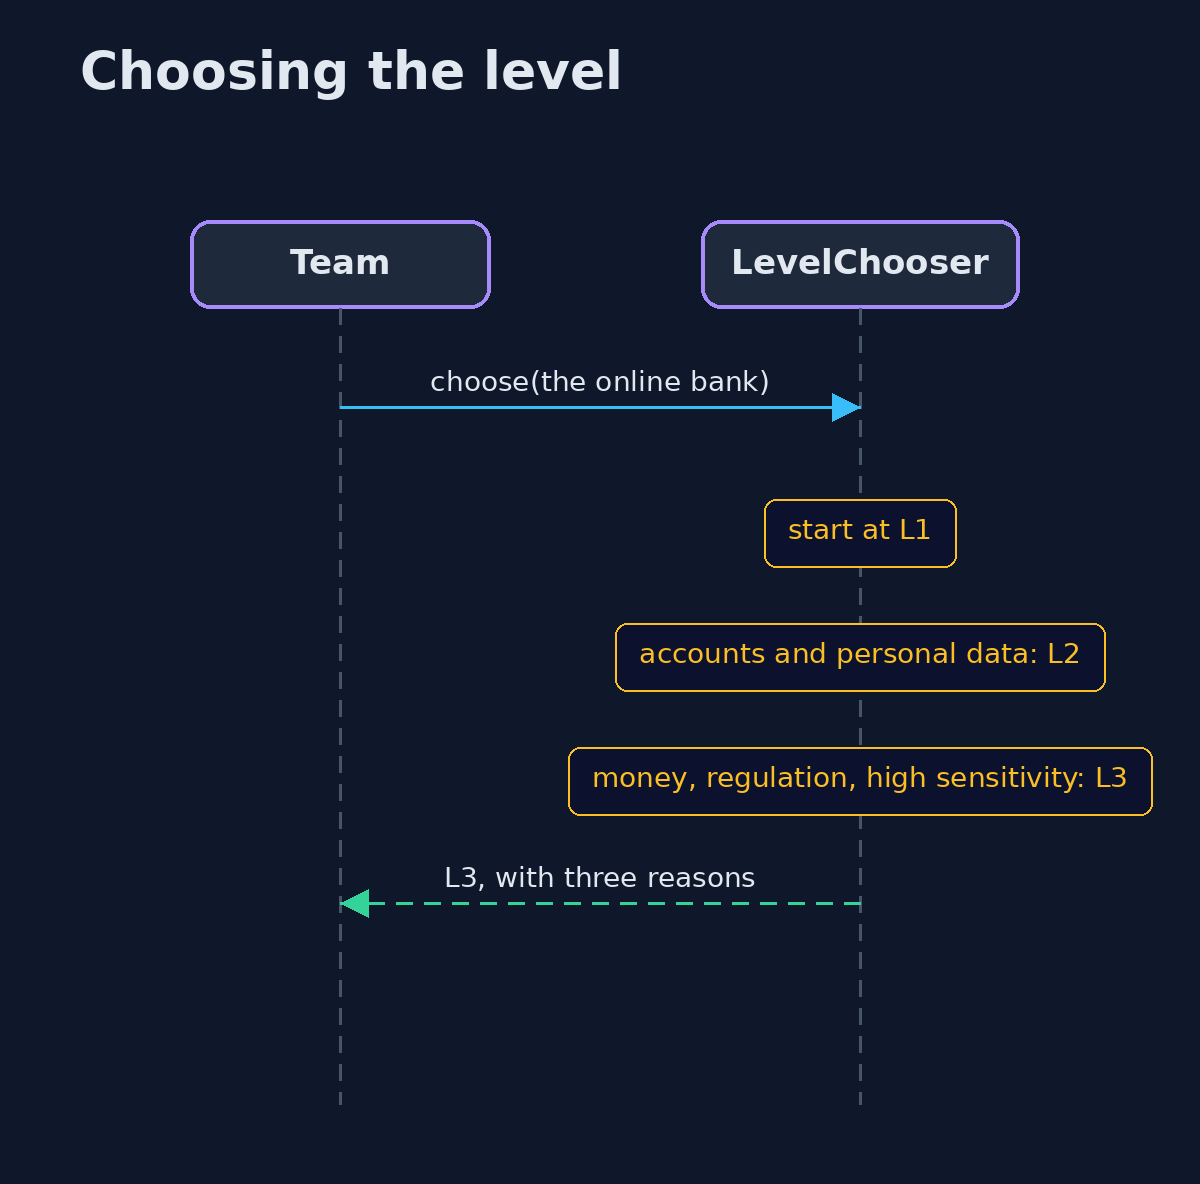 Choosing the level
Team
LevelChooser
choose(the online bank)
start at L1
accounts and personal data: L2
money, regulation, high sensitivity: L3
L3, with three reasons